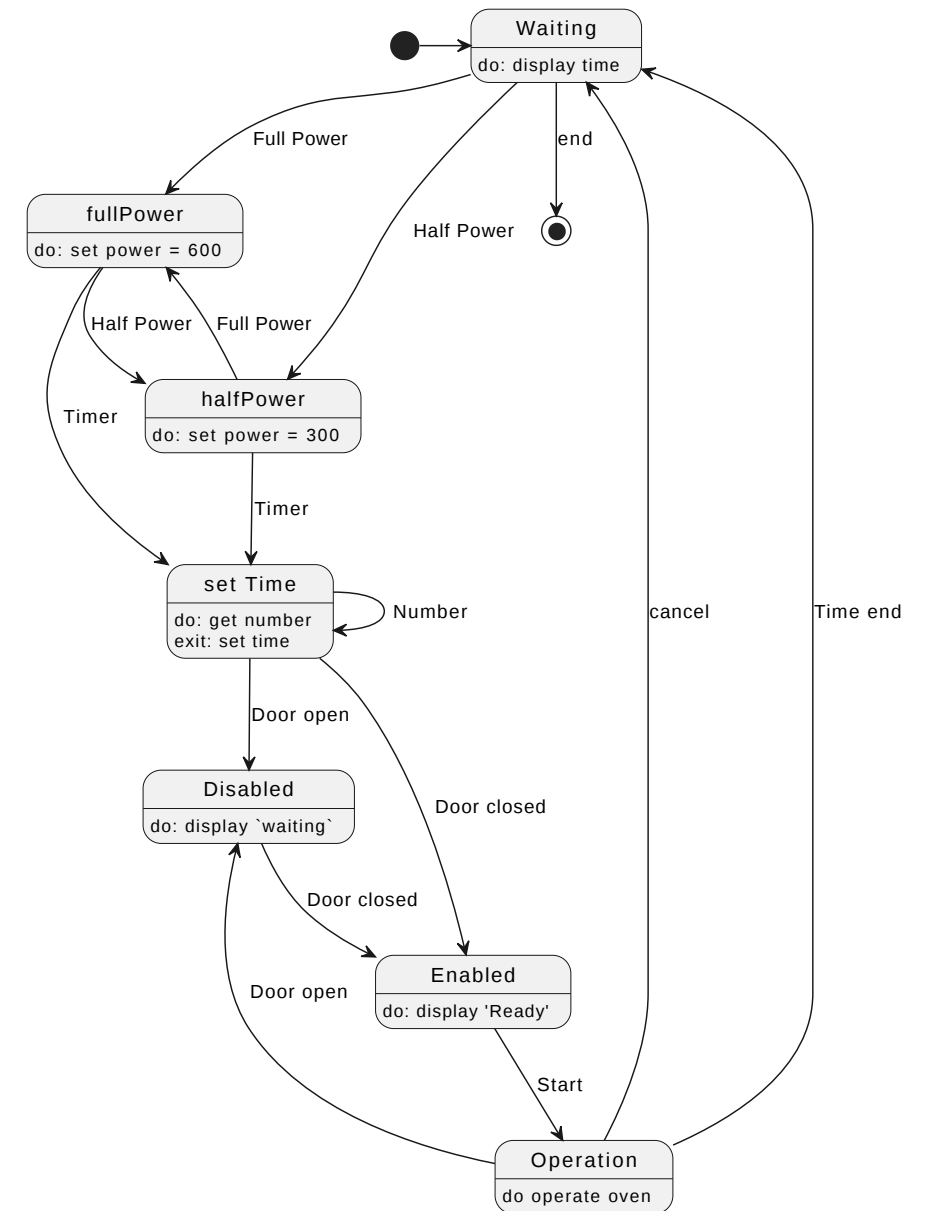 Waiting
do: display time
Full Power
end
fullPower
do: set power = 600
Half Power
Half Power
Full Power
halfPower
do: set power = 300
Timer
Timer
set Time
do: get number
exit: set time
Number
cancel
Time end
Door open
Disabled
do: display `waiting`
Door closed
Door closed
Enabled
do: display 'Ready'
Door open
Start
Operation
do operate oven